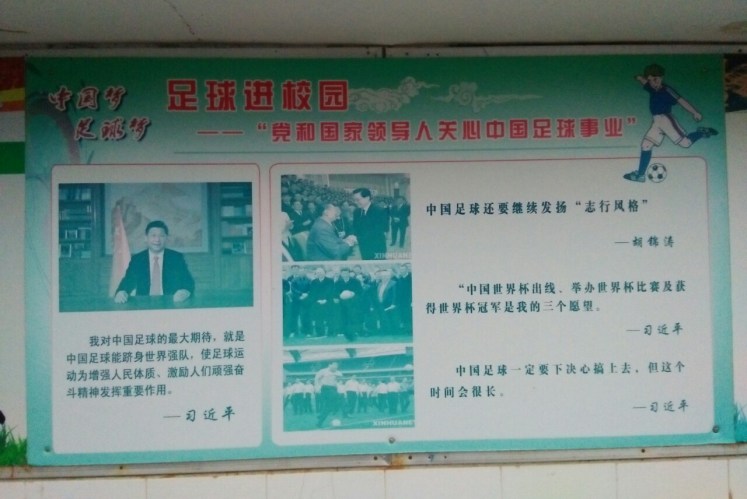 中国梦
足球梦
足球进校园
——“党和国家领导人关心中国足球事业”
我对中国足球的最大期待，就是
中国足球能跻身世界强队，使足球运
动为增强人民体质、激励人们顽强奋
斗精神发挥重要作用。
—习近平
中国足球还要继续发扬“志行风格”
—胡锦涛
“中国世界杯出线、举办世界杯比赛及获
得世界杯冠军是我的三个愿望。
—习近平
中国足球一定要下决心搞上去，但这个
时间会很长。
—习近平